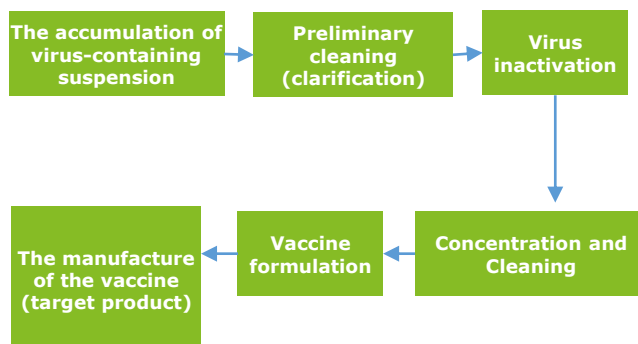 The accumulation of
virus-containing
suspension
Preliminary
cleaning
(clarification)
Virus
inactivation
Concentration and
Cleaning
Vaccine
formulation
The manufacture
of the vaccine
(target product)